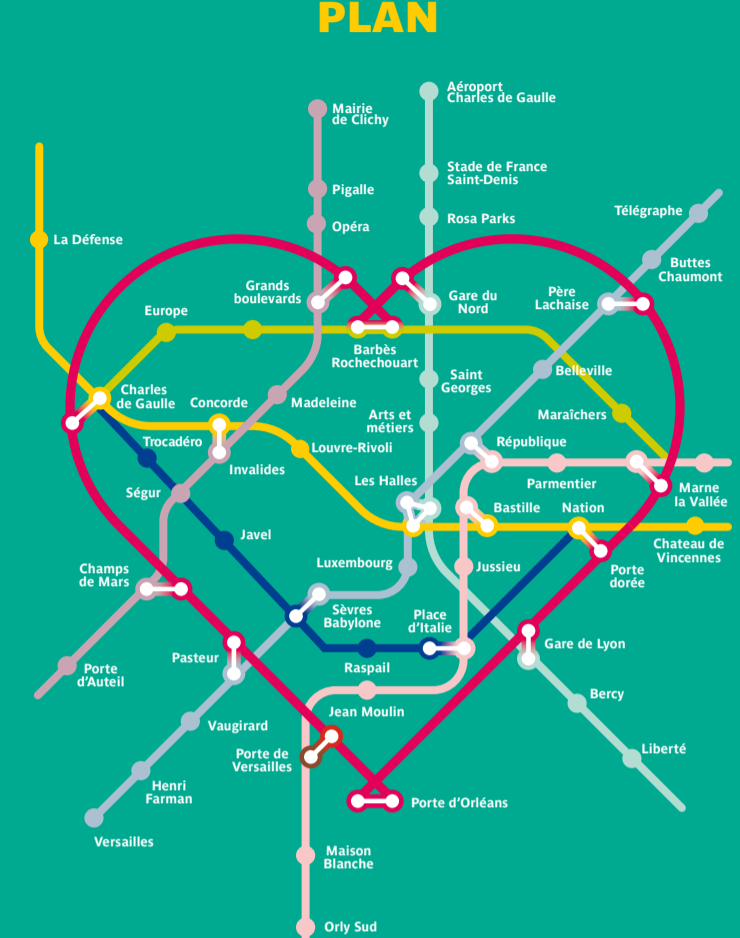 PLAN
Aéroport
Charles de Gaulle
Mairie
de Clichy
Stade de France
Saint-Denis
Pigalle
Télégraphe
Rosa Parks
Opéra
La Défense
Buttes
Chaumont
Grands
boulevards
Père
Lachaise
Gare du
Nord
Europe
Barbès
Rochechouart
Belleville
Saint
Georges
Charles
de Gaulle
Concorde
Madeleine
Maraîchers
Arts et
métiers
Trocadéro
République
Louvre-Rivoli
Invalides
Les Halles
Parmentier
Marne
la Vallée
Ségur
Bastille
Nation
Javel
Chateau de
Vincennes
Luxembourg
Jussieu
Champs
de Mars
Porte
dorée
Sèvres
Babylone
Place
d'Italie
Gare de Lyon
Pasteur
Raspail
Porte
d'Auteil
Bercy
Jean Moulin
Vaugirard
Liberté
Porte de
Versailles
Henri
Farman
Porte d'Orléans
Versailles
Maison
Blanche
Orly Sud